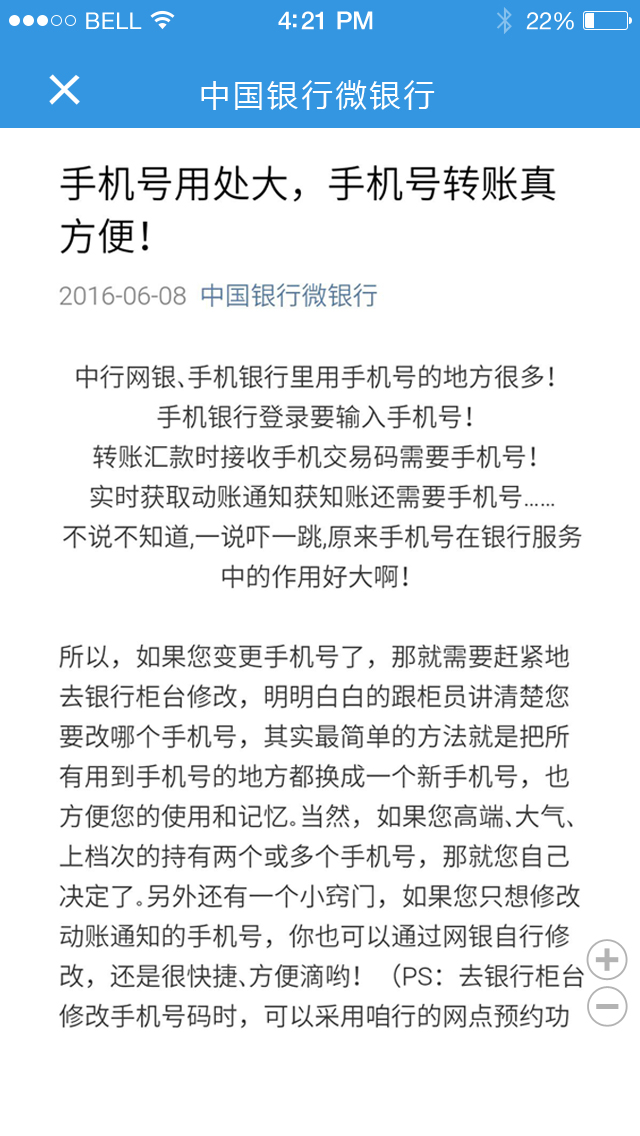 BELL 4:21 PM 22%
中国银行微银行
手机号用处大，手机号转账真
方便！
2016-06-08 中国银行微银行
中行网银、手机银行里用手机号的地方很多！
手机银行登录要输入手机号！
转账汇款时接收手机交易码需要手机号！
实时获取动账通知获知账还需要手机号……
不说不知道,一说吓一跳,原来手机号在银行服务
中的作用好大啊！
所以，如果您变更手机号了，那就需要赶紧地
去银行柜台修改，明明白白的跟柜员讲清楚您
要改哪个手机号，其实最简单的方法就是把所
有用到手机号的地方都换成一个新手机号，也
方便您的使用和记忆。当然，如果您高端、大气、
上档次的持有两个或多个手机号，那就您自己
决定了。另外还有一个小窍门，如果您只想修改
动账通知的手机号，你也可以通过网银自行修
改，还是很快捷、方便滴哟！（PS：去银行柜台
修改手机号码时，可以采用咱行的网点预约功